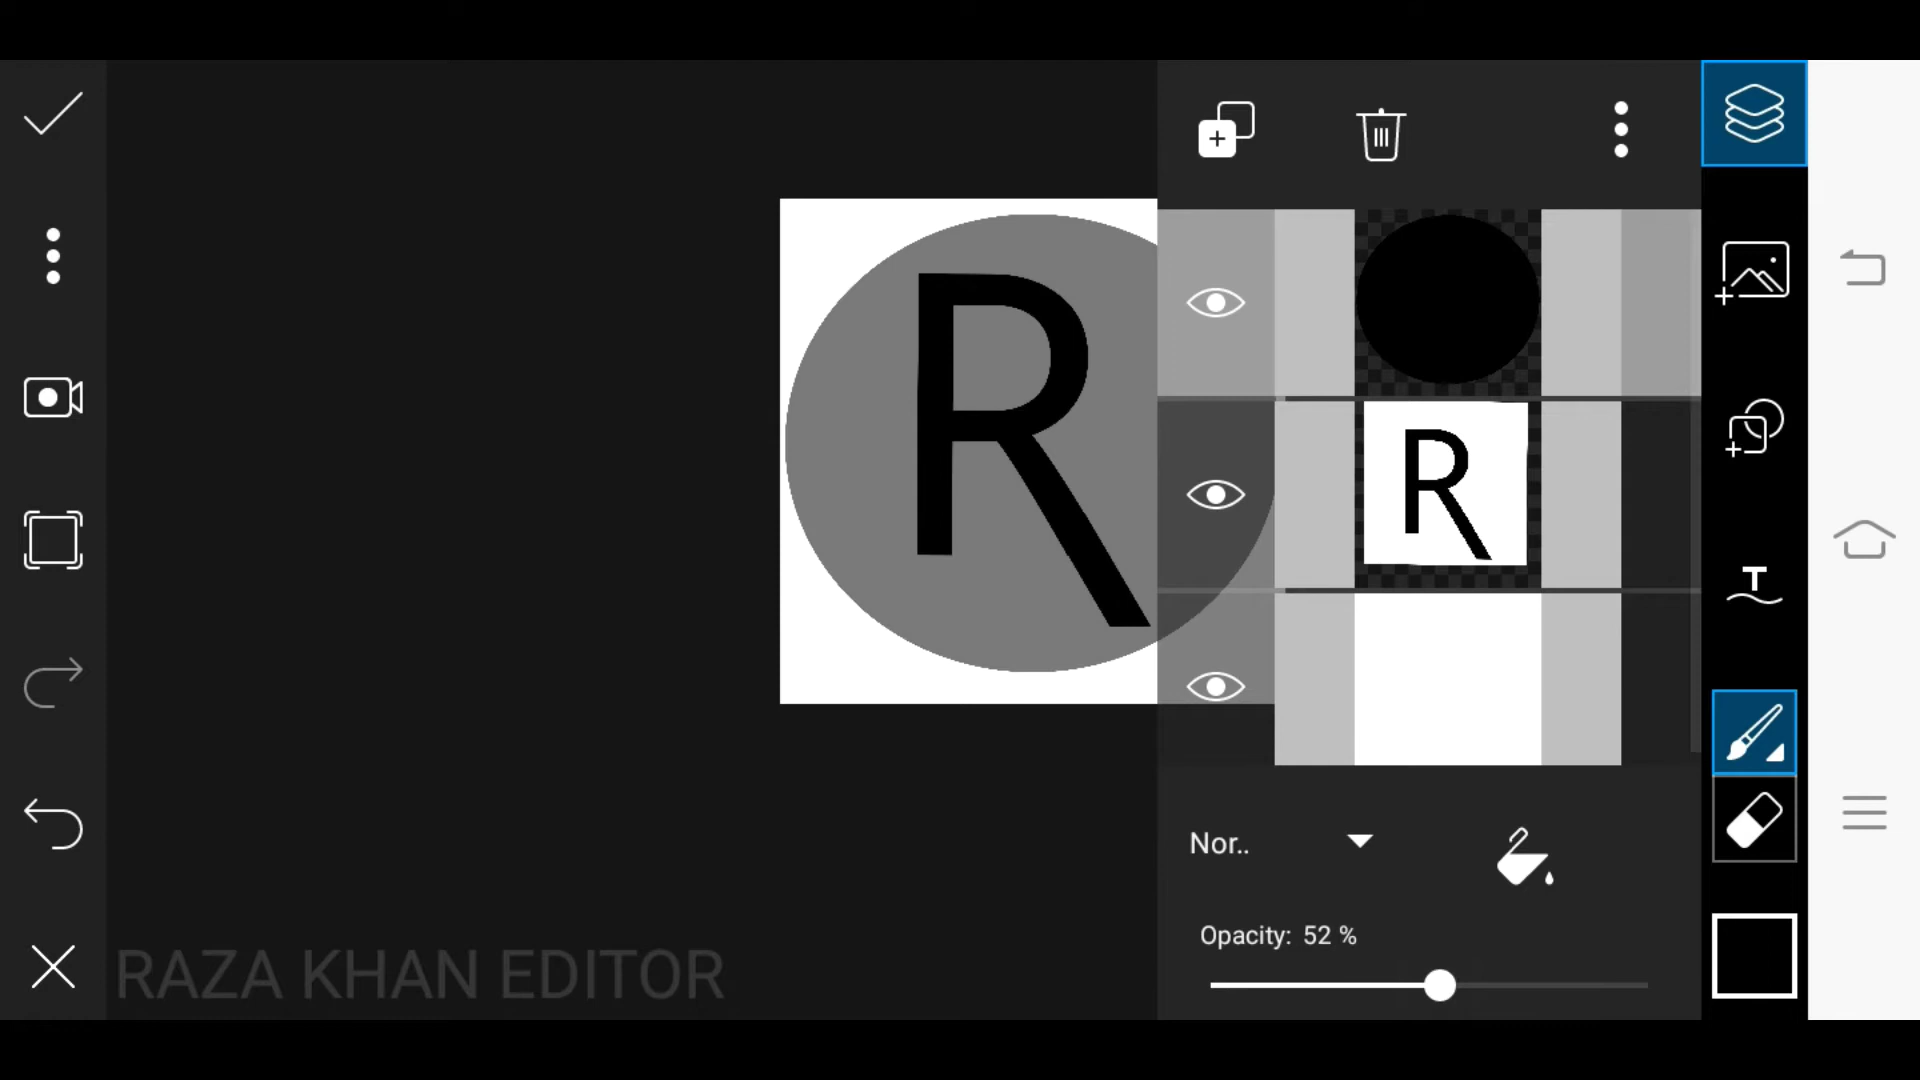 R
R
T
Nor..
Opacity: 52 %
RAZA KHAN EDITOR